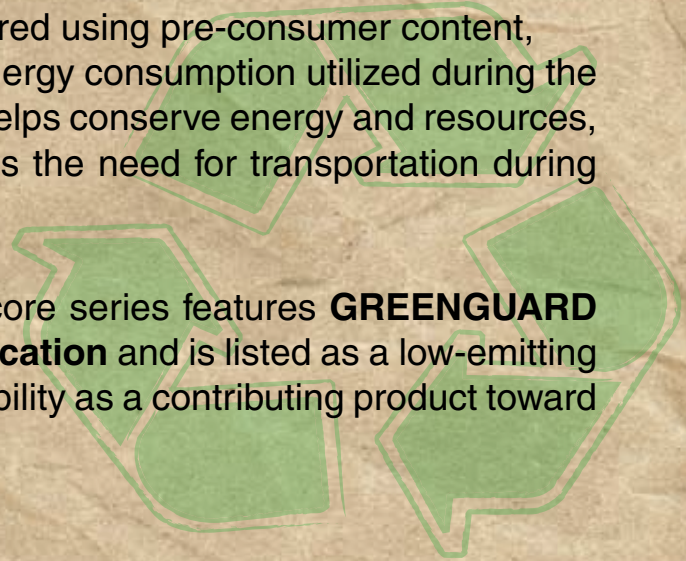 red using pre-consumer content,
ergy consumption utilized during the
elps conserve energy and resources,
s the need for transportation during
core series features GREENGUARD
cation and is listed as a low-emitting
bility as a contributing product toward